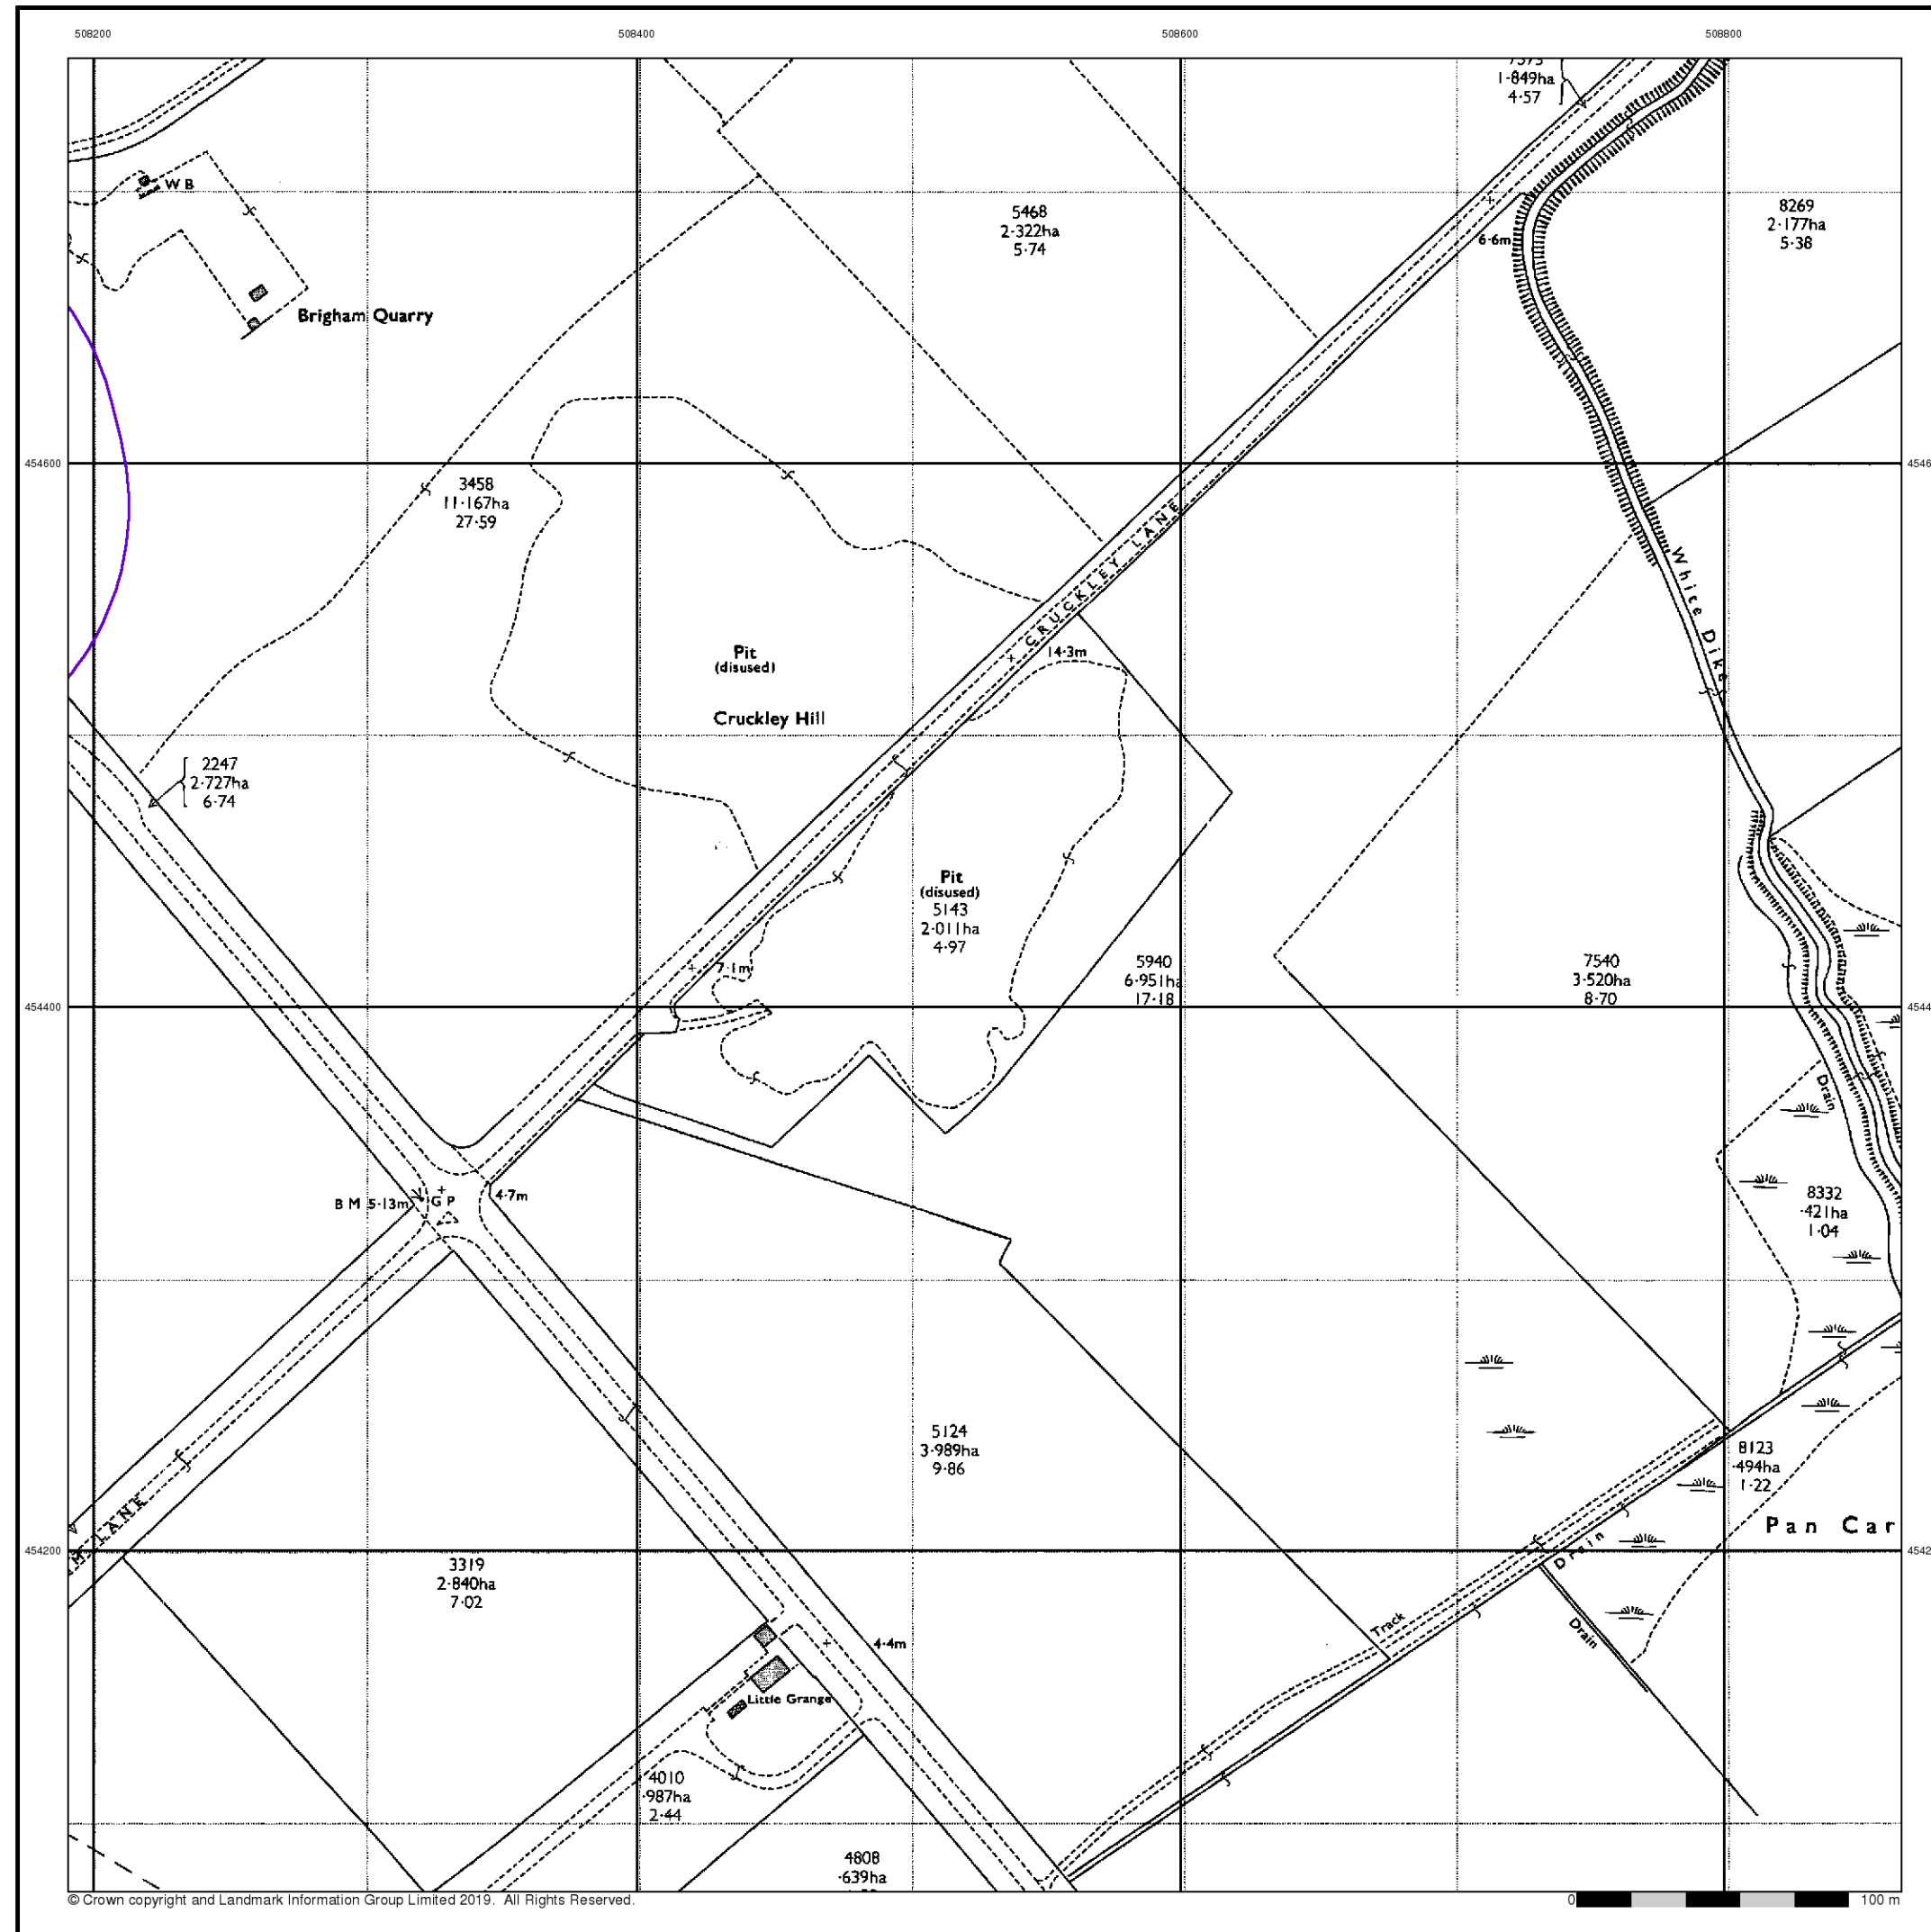 508200
508400
508600
508800
1·849ha
4·57
W B
5468
2·322ha
5·74
8269
2·177ha
5·38
6·6m
Brigham Quarry
454600
3458
11·167ha
27·59
CRUCKLEY LANE
White Dike
Pit
(disused)
14·3m
Cruckley Hill
2247
2·727ha
6·74
Pit
(disused)
5143
2·011ha
4·97
7·1m
5940
6·951ha
17·18
7540
3·520ha
8·70
454400
Drain
B M 5·13m
G P
4·7m
8332
·421ha
1·04
5124
3·989ha
9·86
8123
·494ha
1·22
M LANE
Pan Car
454200
Drain
3319
2·840ha
7·02
Track
Drain
4·4m
Little Grange
4010
·987ha
2·44
4808
·639ha
© Crown copyright and Landmark Information Group Limited 2019. All Rights Reserved.
0
100 m